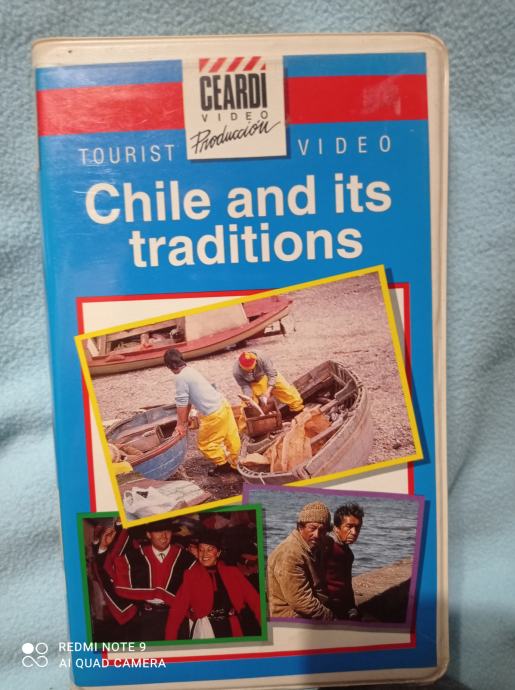 CEARDI
VIDEO
Producción
TOURIST VIDEO
Chile and its
traditions
REDMI NOTE 9
AI QUAD CAMERA